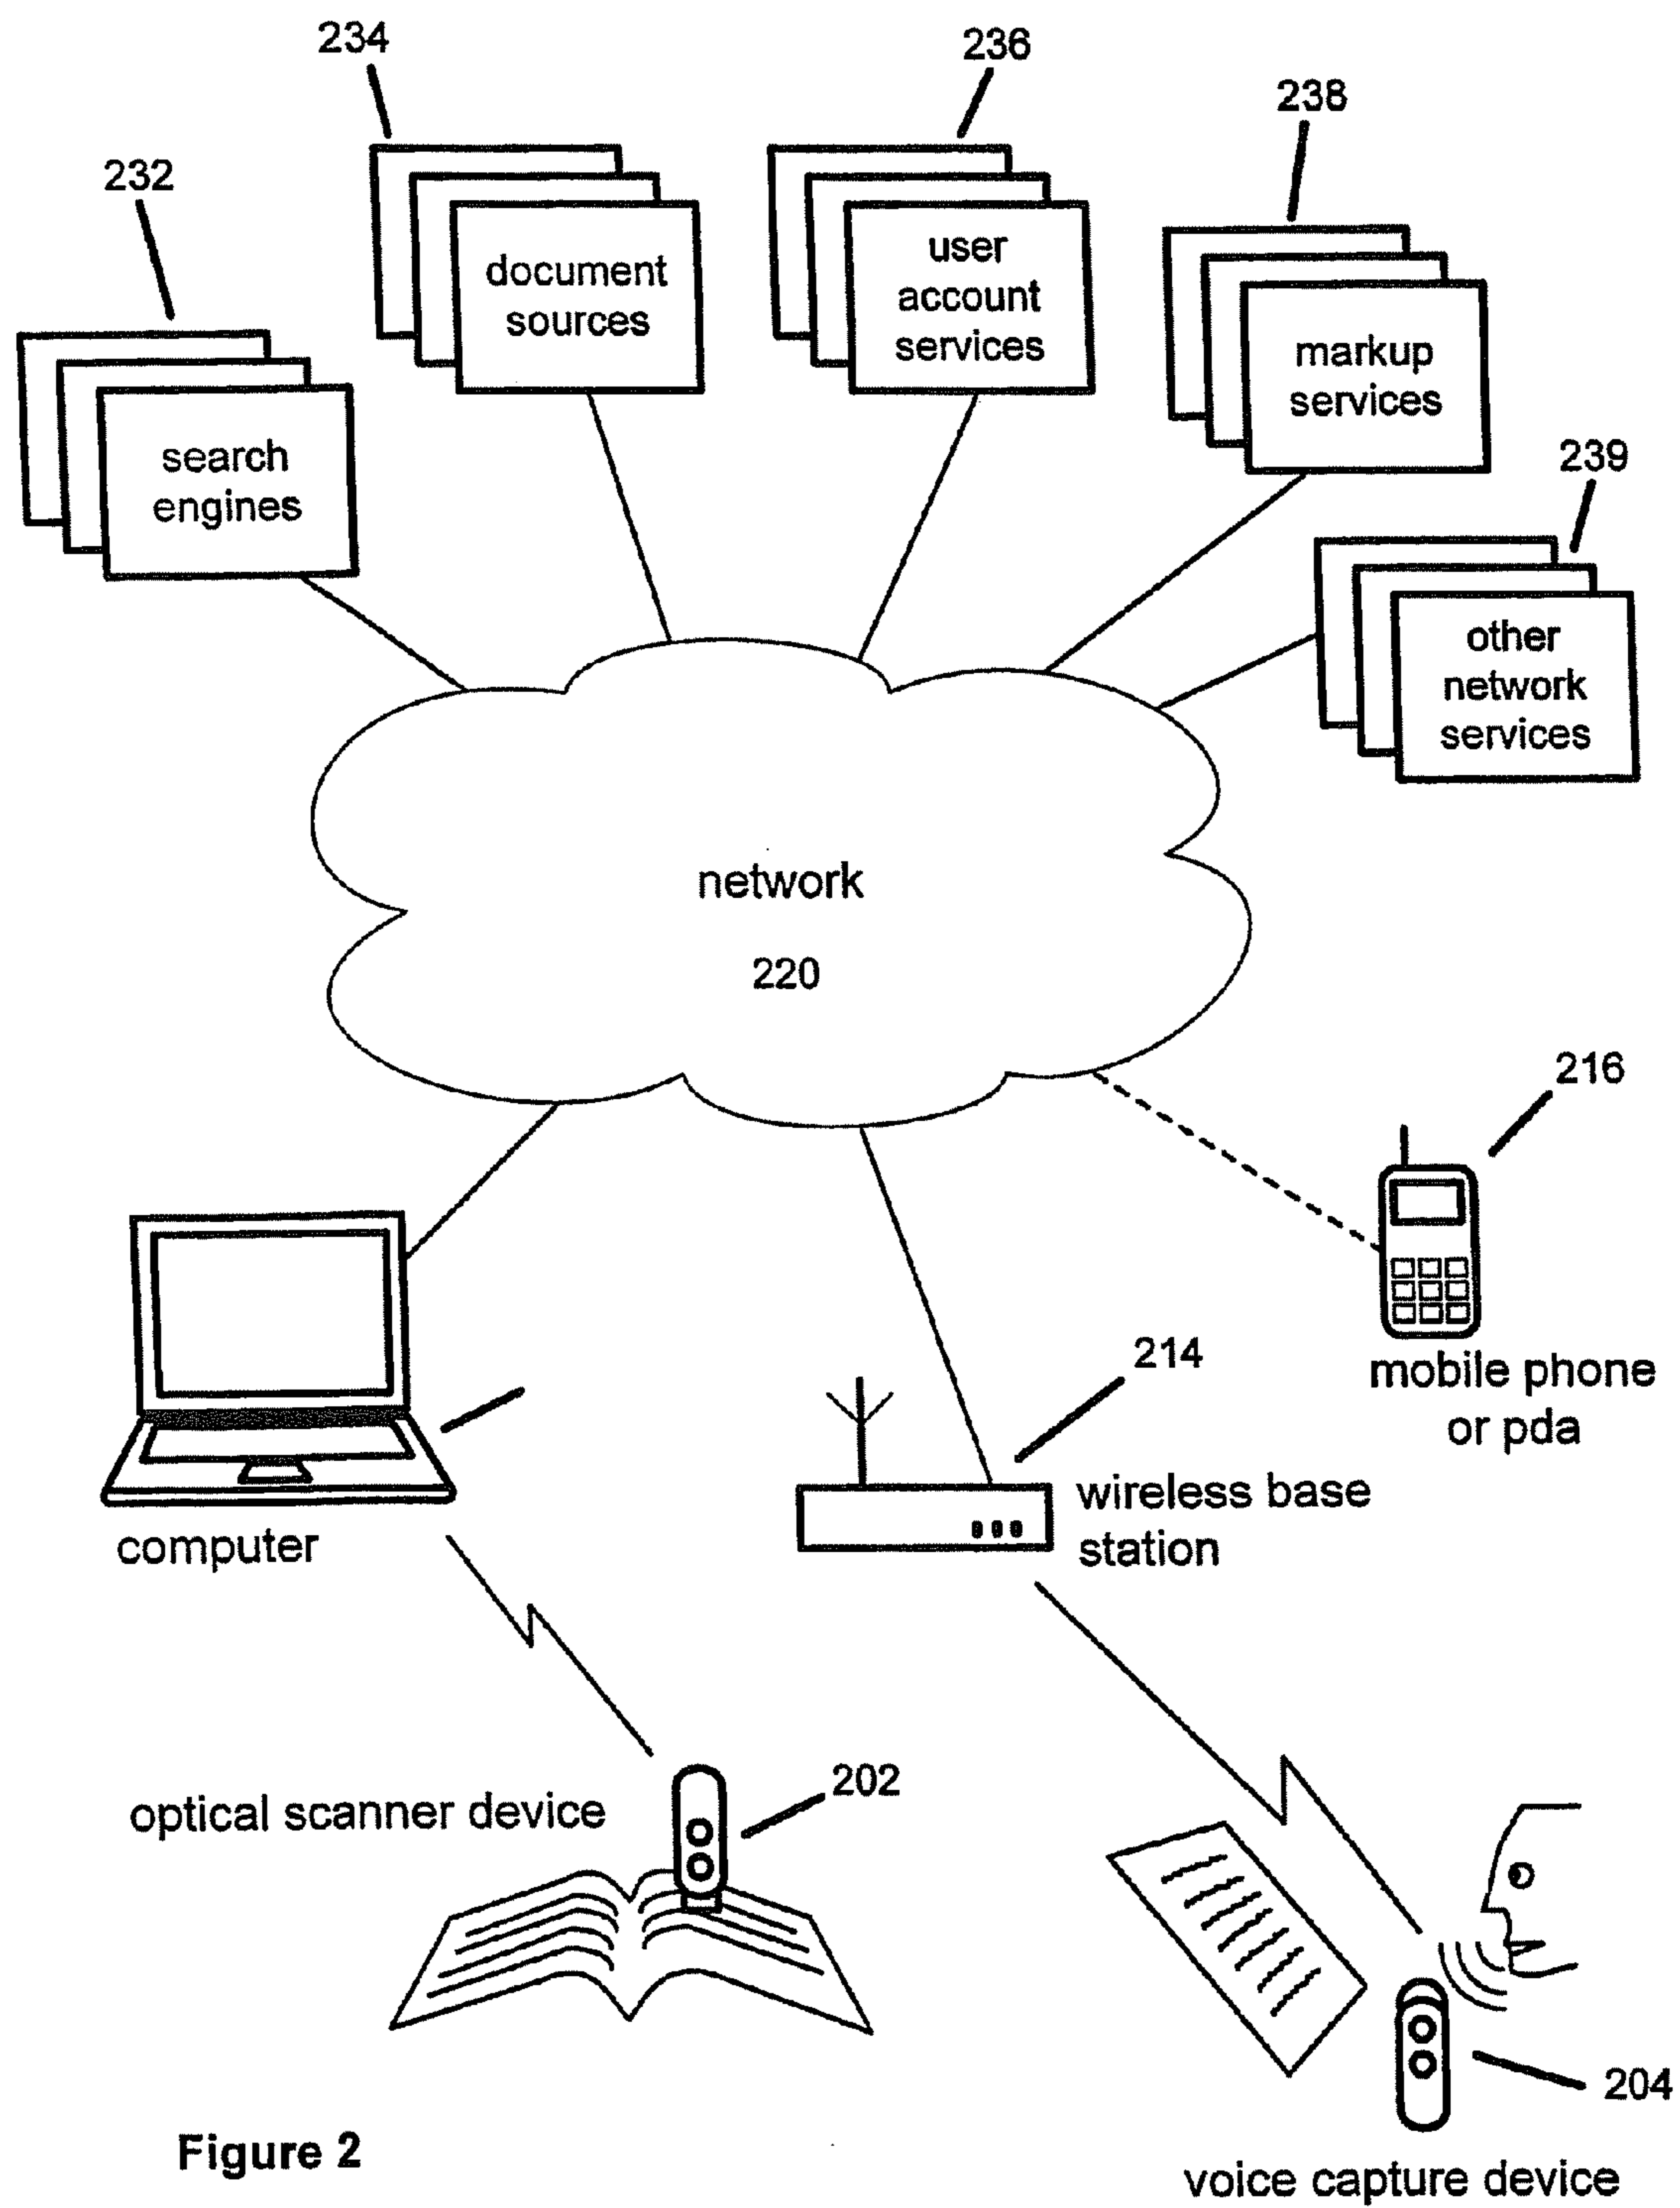 234
236
238
232
document
sources
user
account
services
markup
services
search
engines
239
other
network
services
network
220
216
mobile phone
or pda
214
wireless base
station
computer
optical scanner device
202
204
Figure 2
voice capture device